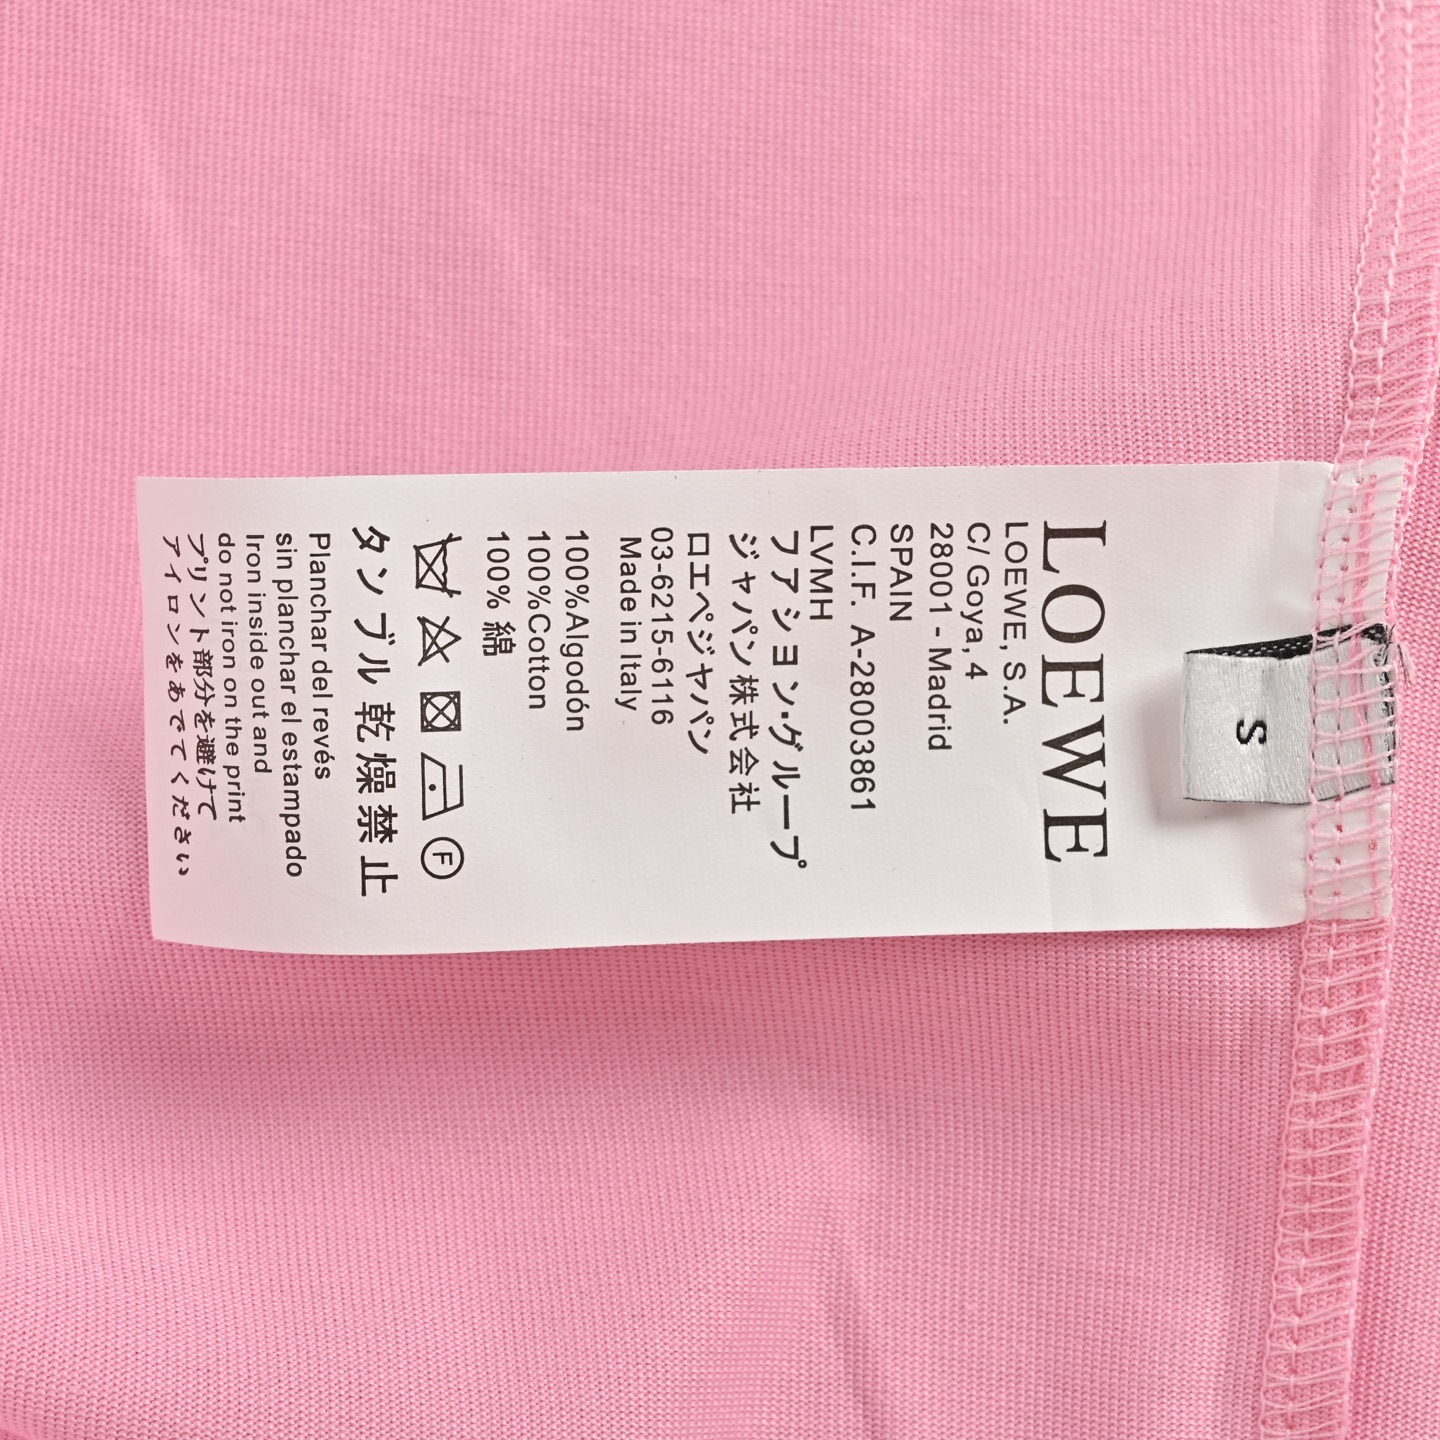 S
LOEWE
LOEWE, S.A.
C/ Goya, 4
28001 - Madrid
SPAIN
C.I.F. A-28003861
LVMH
ファション・グループ
ジャパン株式会社
ロエペジャパン
03-6215-6116
Made in Italy
100%Algodón
100%Cotton
100% 綿
F
タンブル 乾燥禁止
Planchar del revés
sin planchar el estampado
Iron inside out and
do not iron on the print
プリント部分を避けて
アイロンをあでてください